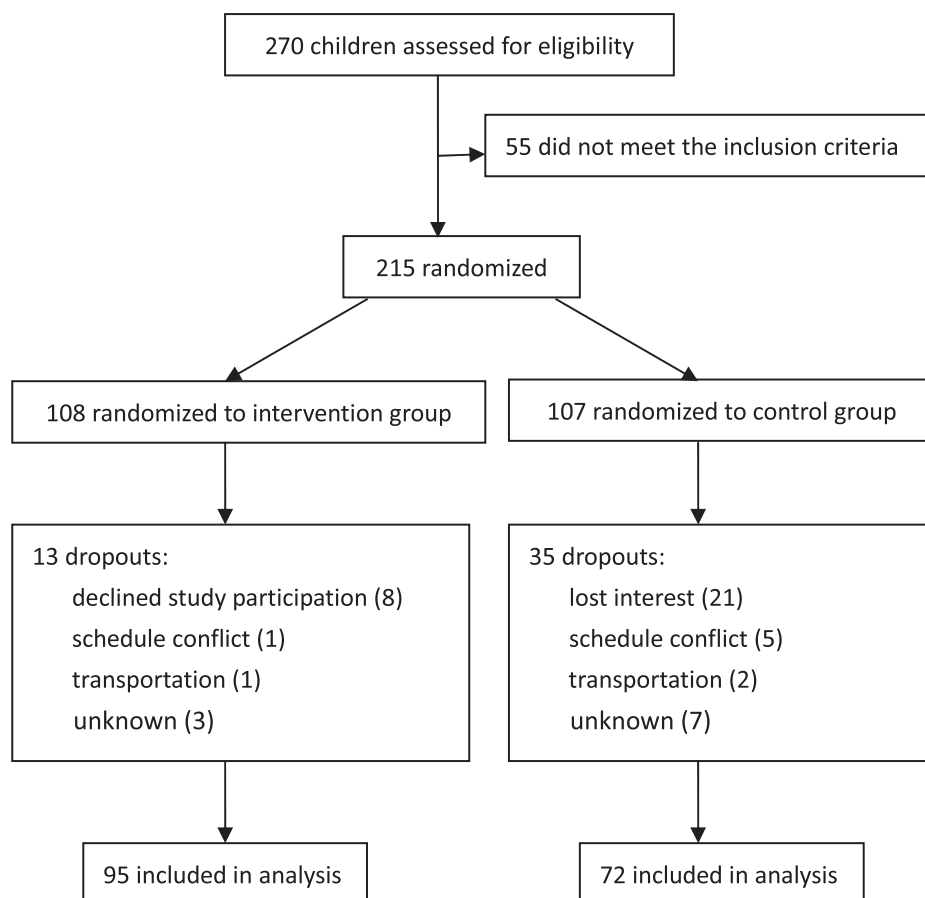 270 children assessed for eligibility
55 did not meet the inclusion criteria
215 randomized
108 randomized to intervention group
107 randomized to control group
13 dropouts:
declined study participation (8)
schedule conflict (1)
transportation (1)
unknown (3)
35 dropouts:
lost interest (21)
schedule conflict (5)
transportation (2)
unknown (7)
95 included in analysis
72 included in analysis